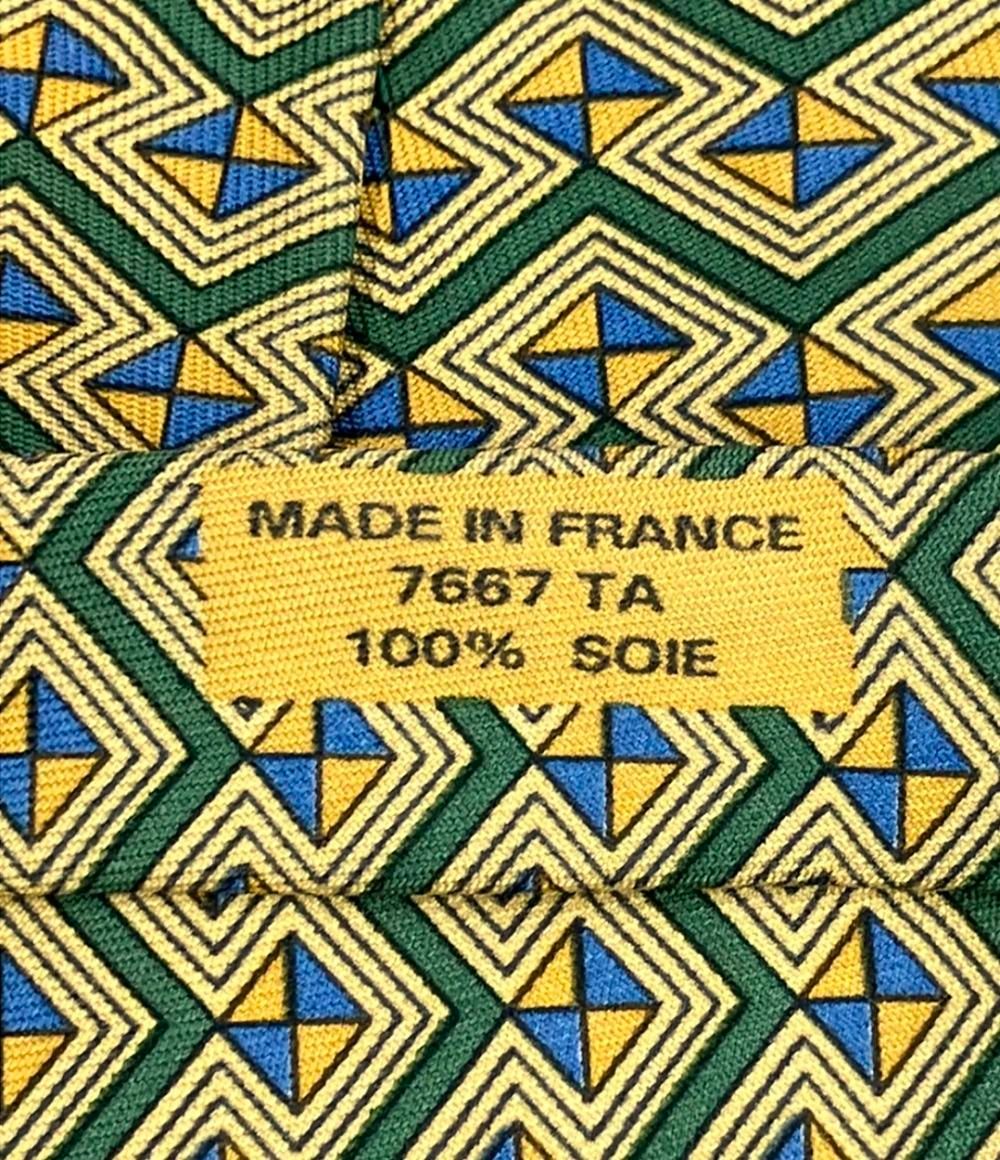 MADE IN FRANCE
7667 TA
100% SOIE